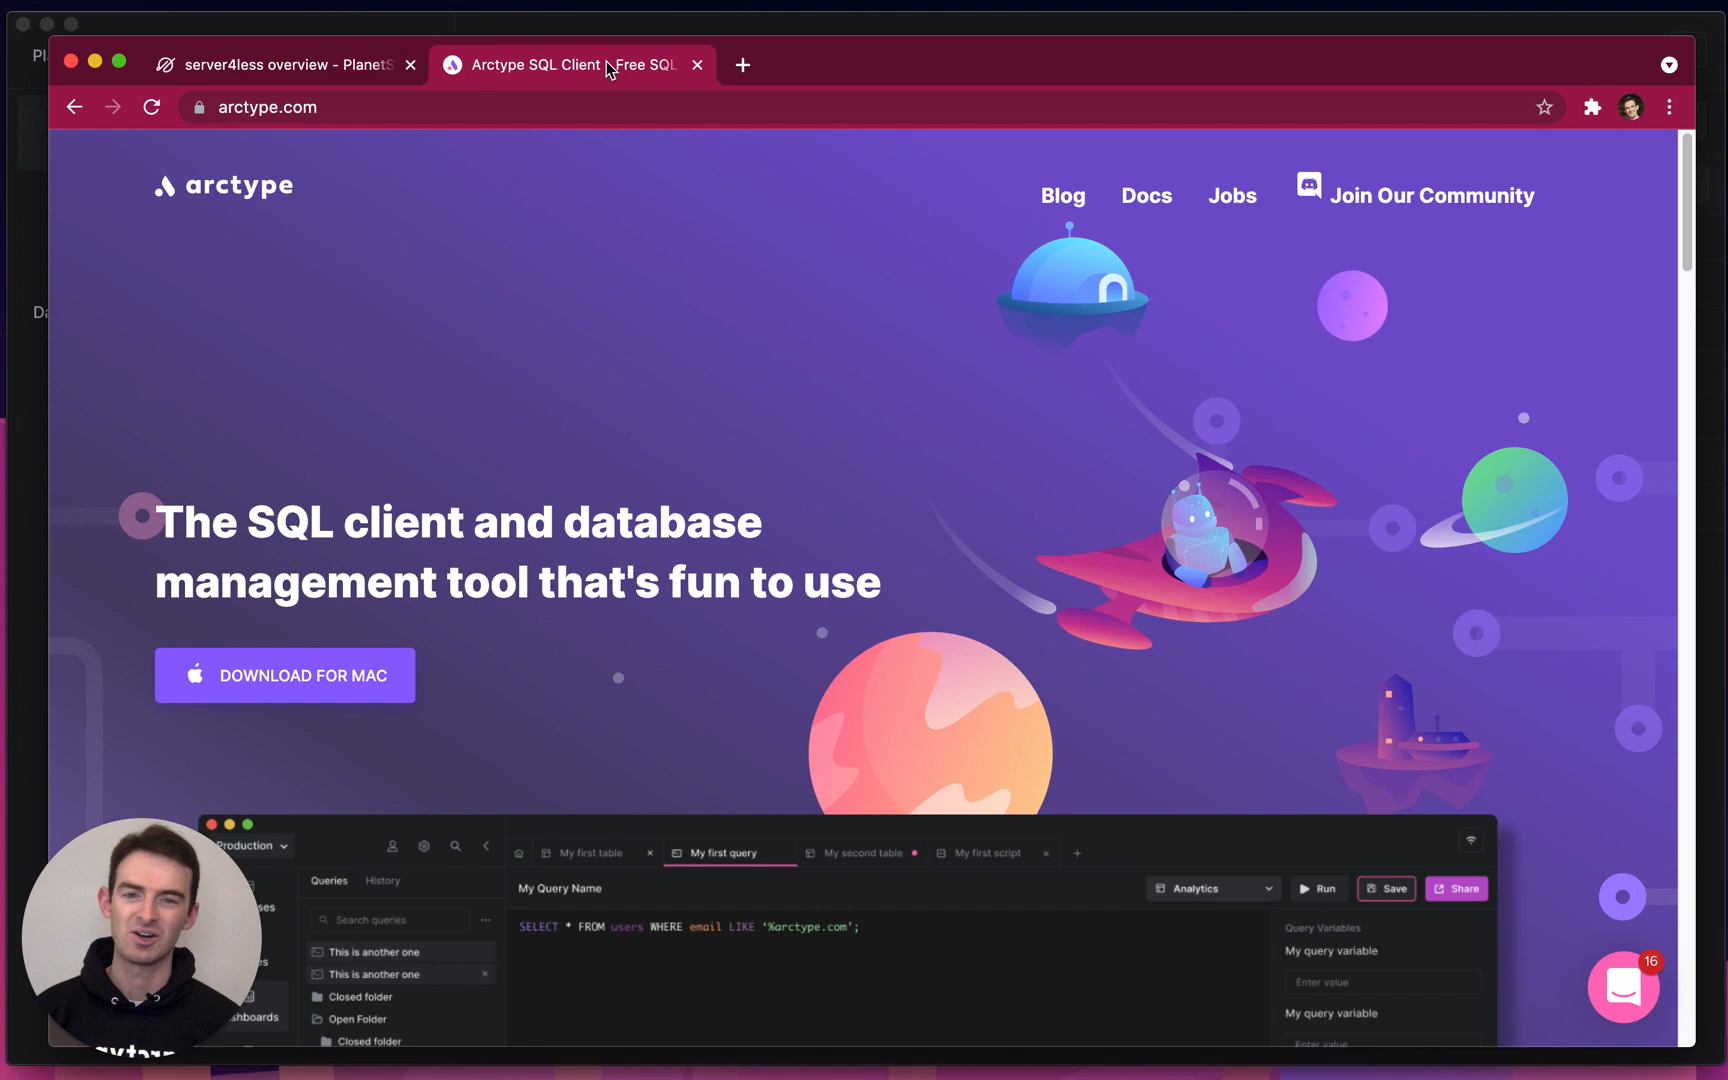 Pl
server4less overview - PlanetS
Arctype SQL Client - Free SQL
arctype.com
arctype
Blog
Docs
Jobs
Join Our Community
Da
The SQL client and database
management tool that's fun to use
DOWNLOAD FOR MAC
Production
My first table
My first query
My second table
My first script
Queries
History
My Query Name
Analytics
Run
Save
Share
Search queries
SELECT * FROM users WHERE email LIKE '%arctype.com';
Query Variables
My query variable
This is another one
This is another one
Enter value
Closed folder
My query variable
Open Folder
Closed folder
Enter value
16